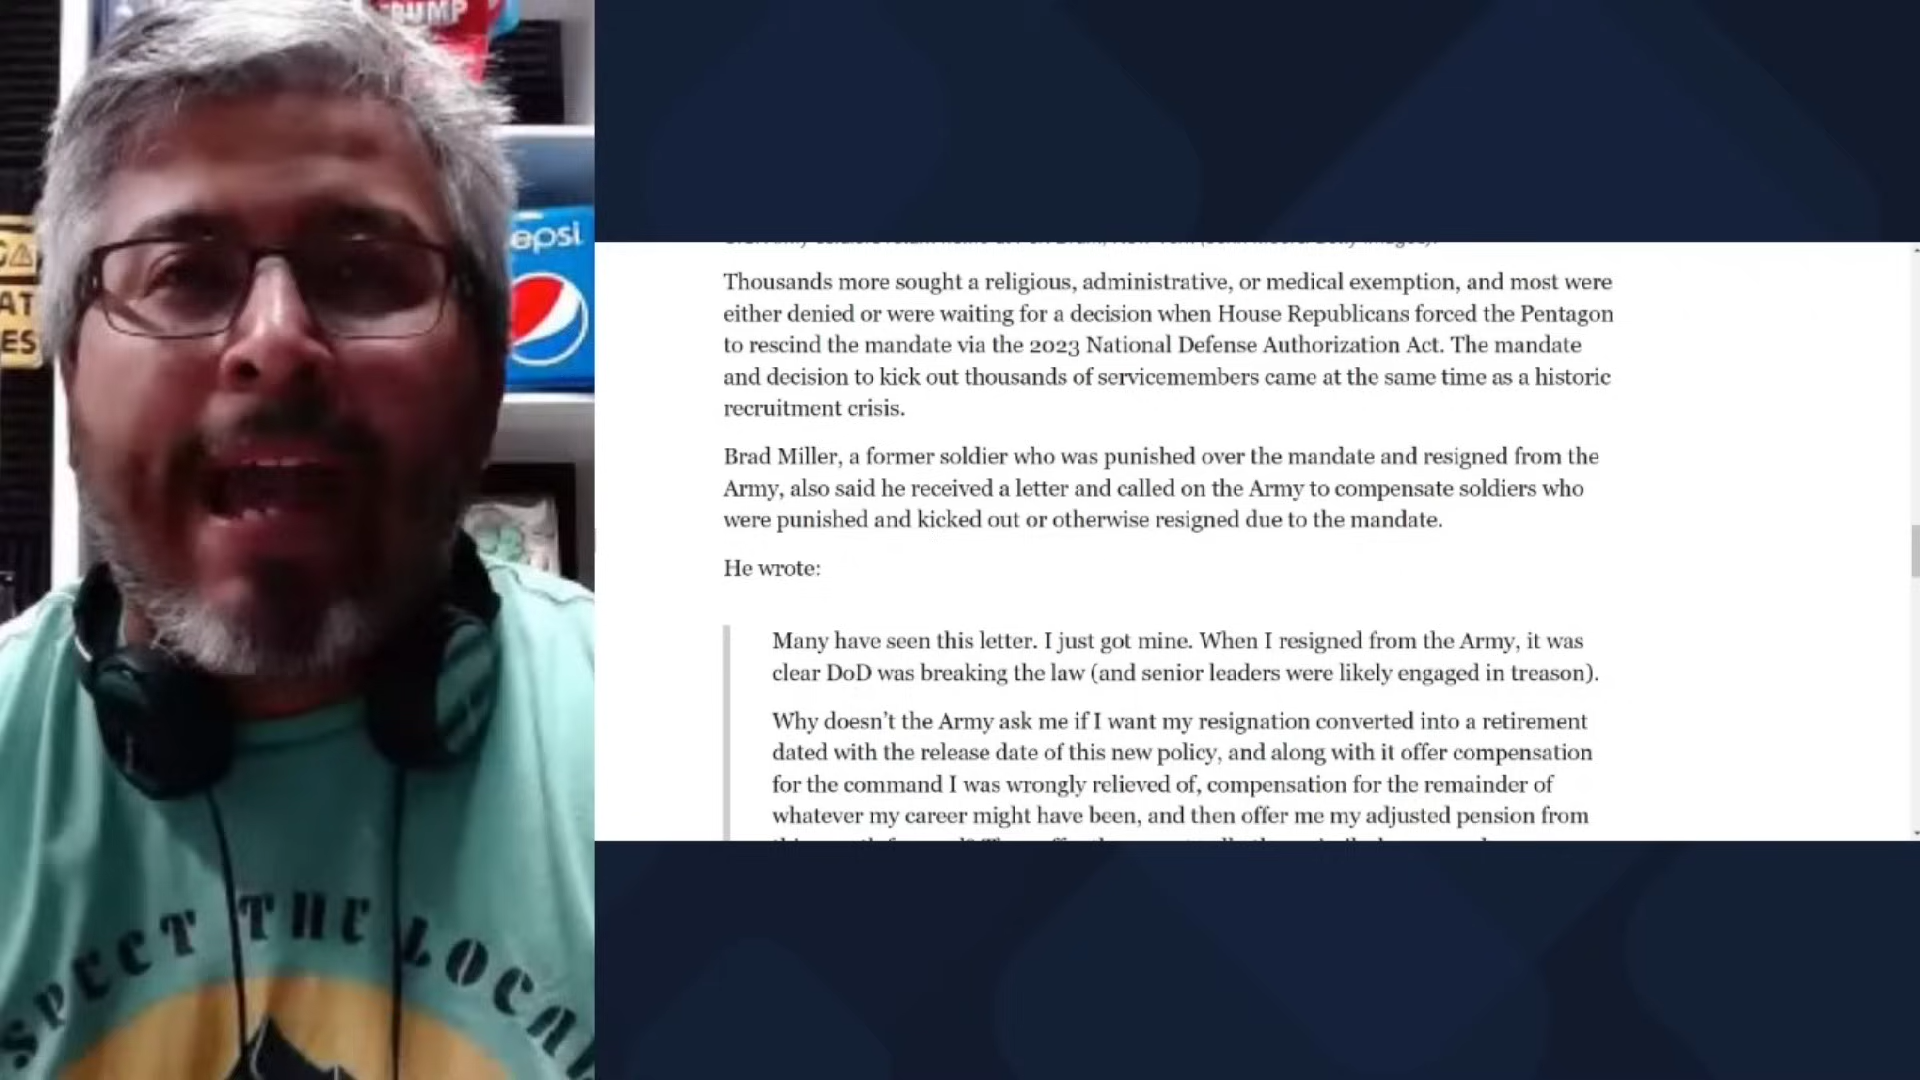 TRUMP
epsi
AT
ES
SPECT THE LOCA
Thousands more sought a religious, administrative, or medical exemption, and most were
either denied or were waiting for a decision when House Republicans forced the Pentagon
to rescind the mandate via the 2023 National Defense Authorization Act. The mandate
and decision to kick out thousands of servicemembers came at the same time as a historic
recruitment crisis.
Brad Miller, a former soldier who was punished over the mandate and resigned from the
Army, also said he received a letter and called on the Army to compensate soldiers who
were punished and kicked out or otherwise resigned due to the mandate.
He wrote:
Many have seen this letter. I just got mine. When I resigned from the Army, it was
clear DoD was breaking the law (and senior leaders were likely engaged in treason).
Why doesn’t the Army ask me if I want my resignation converted into a retirement
dated with the release date of this new policy, and along with it offer compensation
for the command I was wrongly relieved of, compensation for the remainder of
whatever my career might have been, and then offer me my adjusted pension from